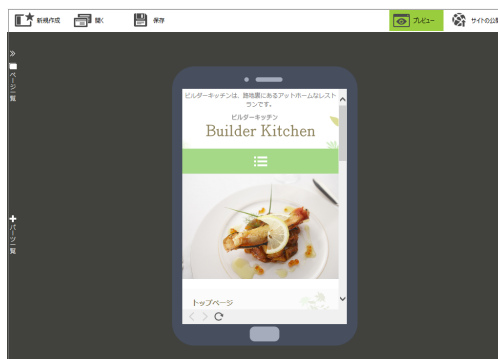 新規作成
開く
保存
プレビュー
サイトの公開
ページ一覧
パーツ一覧
ビルダーキッチンは、路地裏にあるアットホームなレスト
ランです。
ビルダーキッチン
Builder Kitchen
トップページ